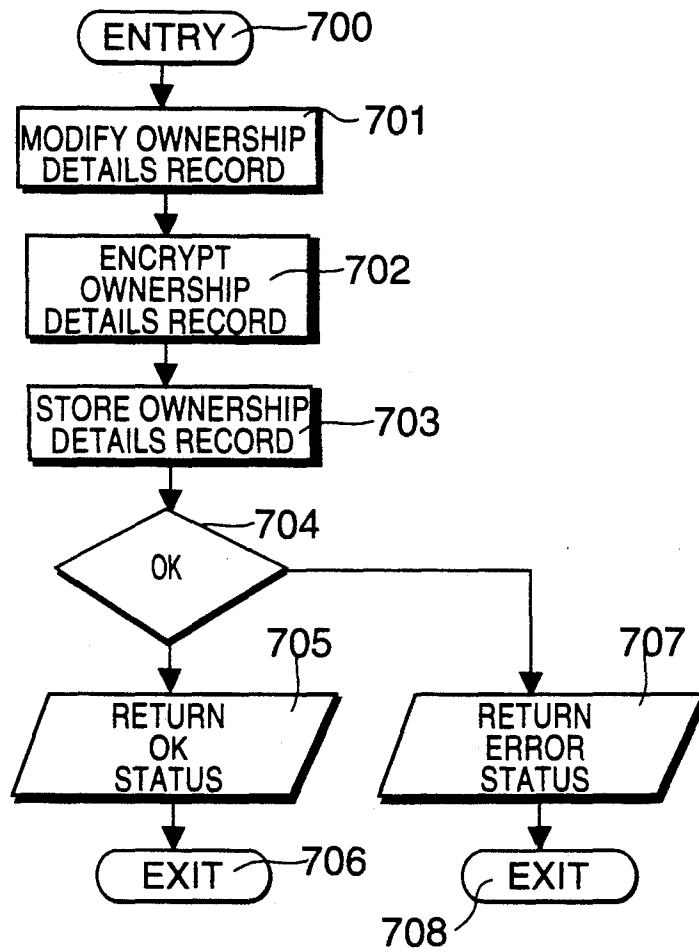 ENTRY
700
701
MODIFY OWNERSHIP
DETAILS RECORD
ENCRYPT
OWNERSHIP
DETAILS RECORD
702
STORE OWNERSHIP
DETAILS RECORD
703
704
OK
705
RETURN
OK
STATUS
707
RETURN
ERROR
STATUS
EXIT
706
EXIT
708